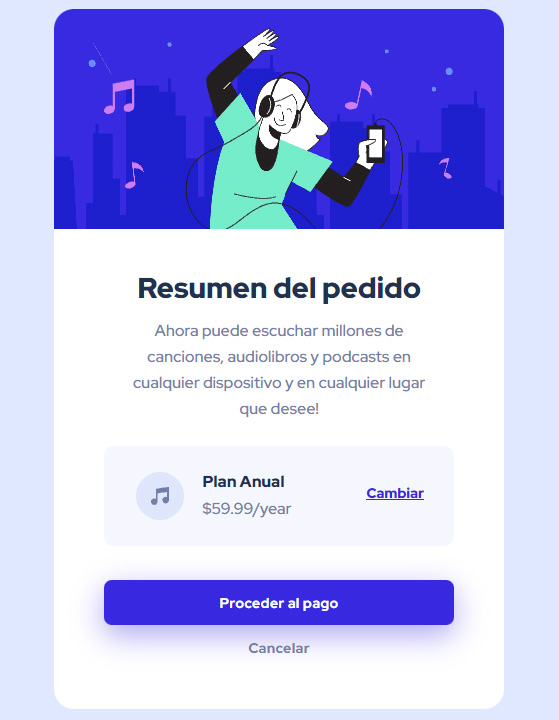 Resumen del pedido
Ahora puede escuchar millones de
canciones, audiolibros y podcasts en
cualquier dispositivo y en cualquier lugar
que desee!
Plan Anual
$59.99/year
Cambiar
Proceder al pago
Cancelar